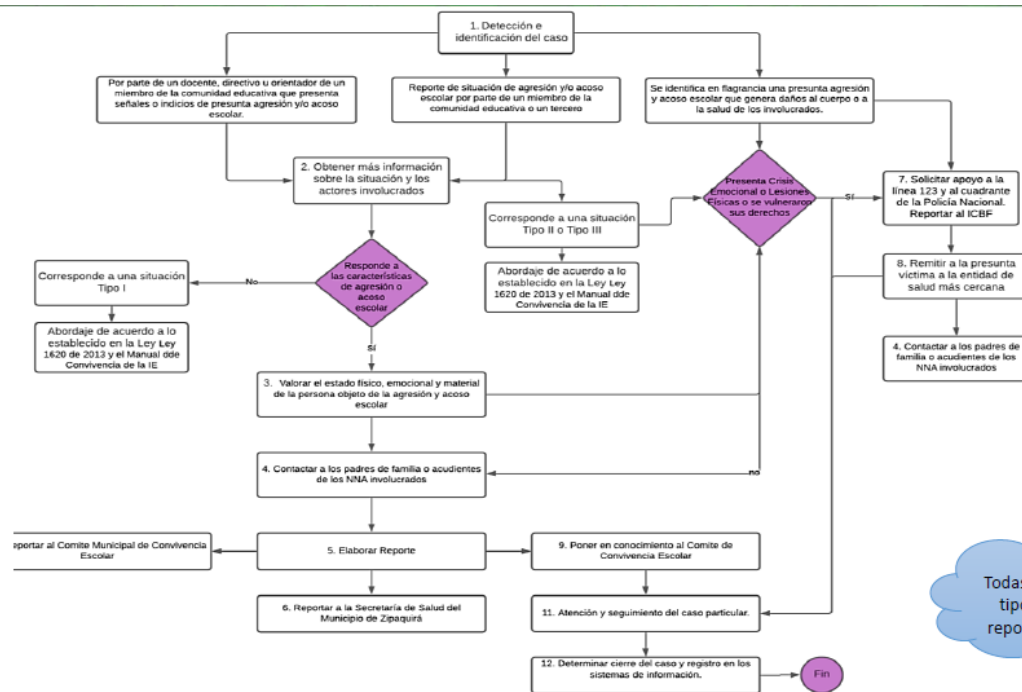 1. Detección e
identificación del caso
Por parte de un docente, directivo u orientador de un
miembro de la comunidad educativa que presenta
señales o indicios de presunta agresión y/o acoso
escolar.
Reporte de situación de agresión y/o acoso
escolar por parte de un miembro de la
comunidad educativa o un tercero
Se identifica en flagrancia una presunta agresión
y acoso escolar que genera daños al cuerpo o a
la salud de los involucrados.
2. Obtener más información
sobre la situación y los
actores involucrados
Presenta Crisis
Emocional o Lesiones
Físicas o se vulneraron
sus derechos
Sí
7. Solicitar apoyo a la
línea 123 y al cuadrante
de la Policía Nacional.
Reportar al ICBF
Corresponde a una situación
Tipo II o Tipo III
Abordaje de acuerdo a lo
establecido en la Ley Ley
1620 de 2013 y el Manual dde
Convivencia de la IE
8. Remitir a la presunta
víctima a la entidad de
salud más cercana
4. Contactar a los padres de
familia o acudientes de los
NNA involucrados
Responde a
las características
de agresión o
acoso
escolar
No
Corresponde a una situación
Tipo I
Abordaje de acuerdo a lo
establecido en la Ley Ley
1620 de 2013 y el Manual dde
Convivencia de la IE
Sí
3. Valorar el estado físico, emocional y material
de la persona objeto de la agresión y acoso
escolar
4. Contactar a los padres de familia o acudientes
de los NNA involucrados
no
eportar al Comite Municipal de Convivencia
Escolar
5. Elaborar Reporte
9. Poner en conocimiento al Comite de
Convivencia Escolar
6. Reportar a la Secretaría de Salud del
Municipio de Zipaquirá
11. Atención y seguimiento del caso particular.
12. Determinar cierre del caso y registro en los
sistemas de información.
Fin
Todas
tipo
repo